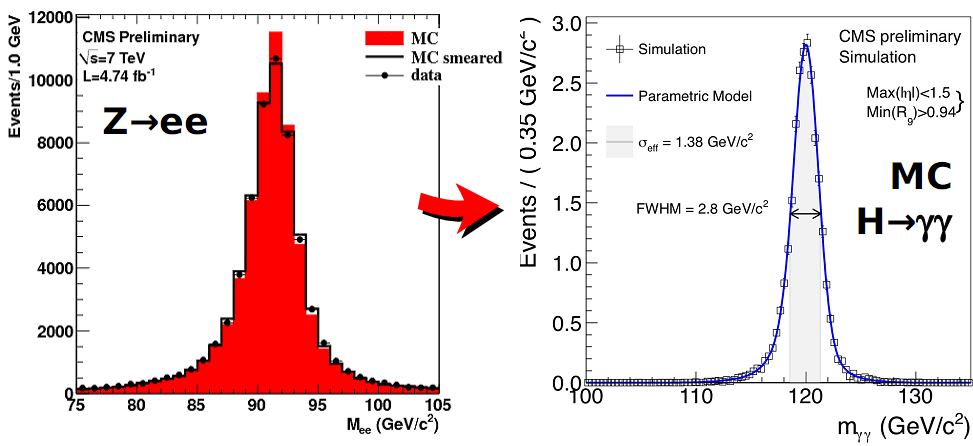 CMS Preliminary
√s=7 TeV
L=4.74 fb⁻¹
MC
MC smeared
data
Z→ee
Events/1.0 GeV
12000
10000
8000
6000
4000
2000
0
75 80 85 90 95 100 105
Mₑₑ (GeV/c²)
Simulation
Parametric Model
σeff = 1.38 GeV/c²
FWHM = 2.8 GeV/c²
CMS preliminary
Simulation
Max(|η|)<1.5
Min(R₉)>0.94
MC
H→γγ
Events / ( 0.35 GeV/c² )
3.0
2.5
2.0
1.5
1.0
0.5
0.0
100 110 120 130
mγγ (GeV/c²)